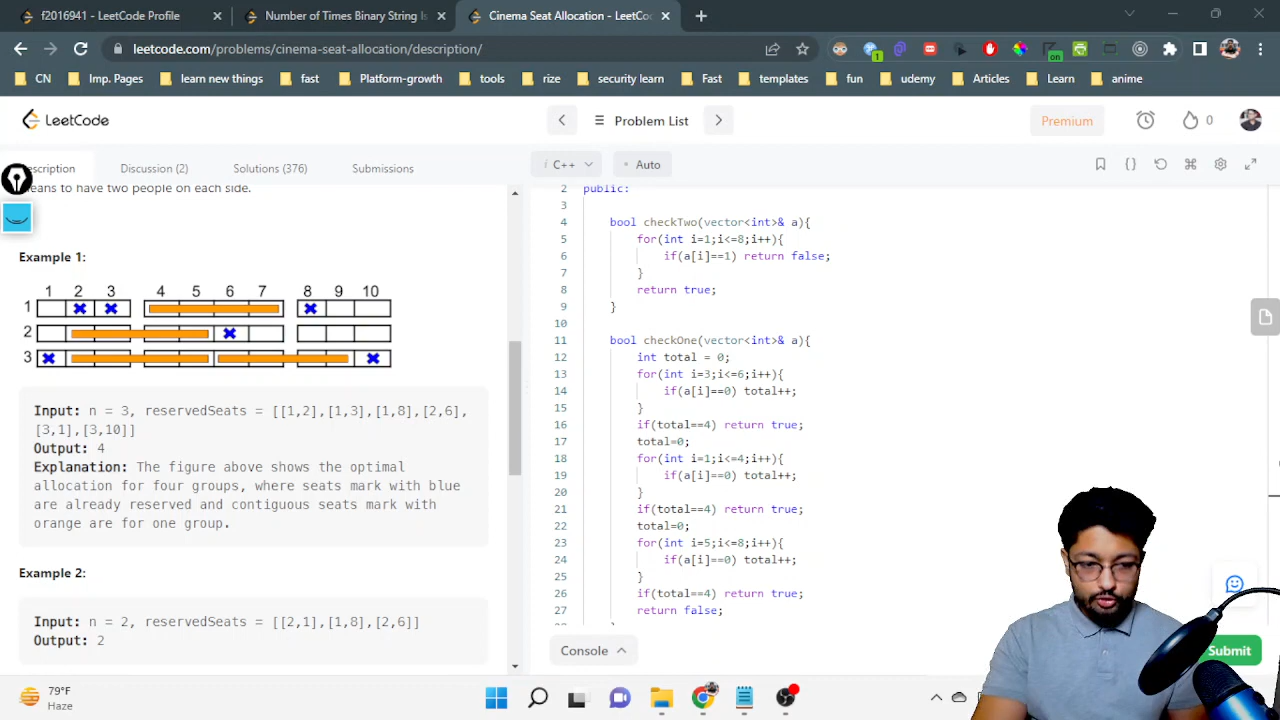 f2016941 - LeetCode Profile
Number of Times Binary String Is
Cinema Seat Allocation - LeetCo
leetcode.com/problems/cinema-seat-allocation/description/
1
on
CN
Imp. Pages
learn new things
fast
Platform-growth
tools
rise
security learn
Fast
templates
fun
udemy
Articles
Learn
anime
LeetCode
Problem List
Premium
0
escription
Discussion (2)
Solutions (376)
Submissions
C++
Auto
means to have two people on each side.
Example 1:
1 2 3 4 5 6 7 8 9 10
1
2
3
Input: n = 3, reservedSeats = [[1,2],[1,3],[1,8],[2,6],
[3,1],[3,10]]
Output: 4
Explanation: The figure above shows the optimal
allocation for four groups, where seats mark with blue
are already reserved and contiguous seats mark with
orange are for one group.
Example 2:
Input: n = 2, reservedSeats = [[2,1],[1,8],[2,6]]
Output: 2
2 public:
3
4 bool checkTwo(vector<int>& a){
5 for(int i=1;i<=8;i++){
6 if(a[i]==1) return false;
7 }
8 return true;
9 }
10
11 bool checkOne(vector<int>& a){
12 int total = 0;
13 for(int i=3;i<=6;i++){
14 if(a[i]==0) total++;
15 }
16 if(total==4) return true;
17 total=0;
18 for(int i=1;i<=4;i++){
19 if(a[i]==0) total++;
20 }
21 if(total==4) return true;
22 total=0;
23 for(int i=5;i<=8;i++){
24 if(a[i]==0) total++;
25 }
26 if(total==4) return true;
27 return false;
Console
Submit
79°F
Haze